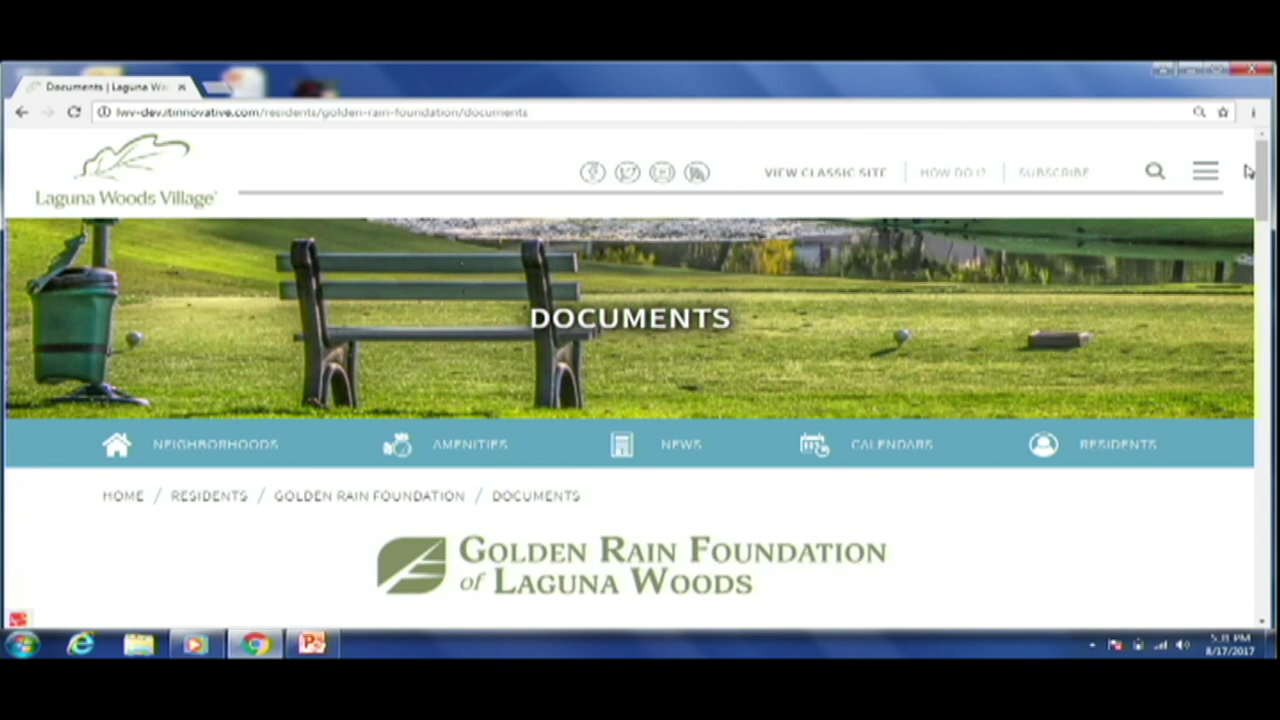 Documents | Laguna Wo
lwv-dev.itinnovative.com/residents/golden-rain-foundation/documents
Laguna Woods Village
VIEW CLASSIC SITE
HOW DO I?
SUBSCRIBE
DOCUMENTS
NEIGHBORHOODS
AMENITIES
NEWS
CALENDARS
RESIDENTS
HOME / RESIDENTS / GOLDEN RAIN FOUNDATION / DOCUMENTS
GOLDEN RAIN FOUNDATION
of LAGUNA WOODS
5:31 PM
8/17/2017